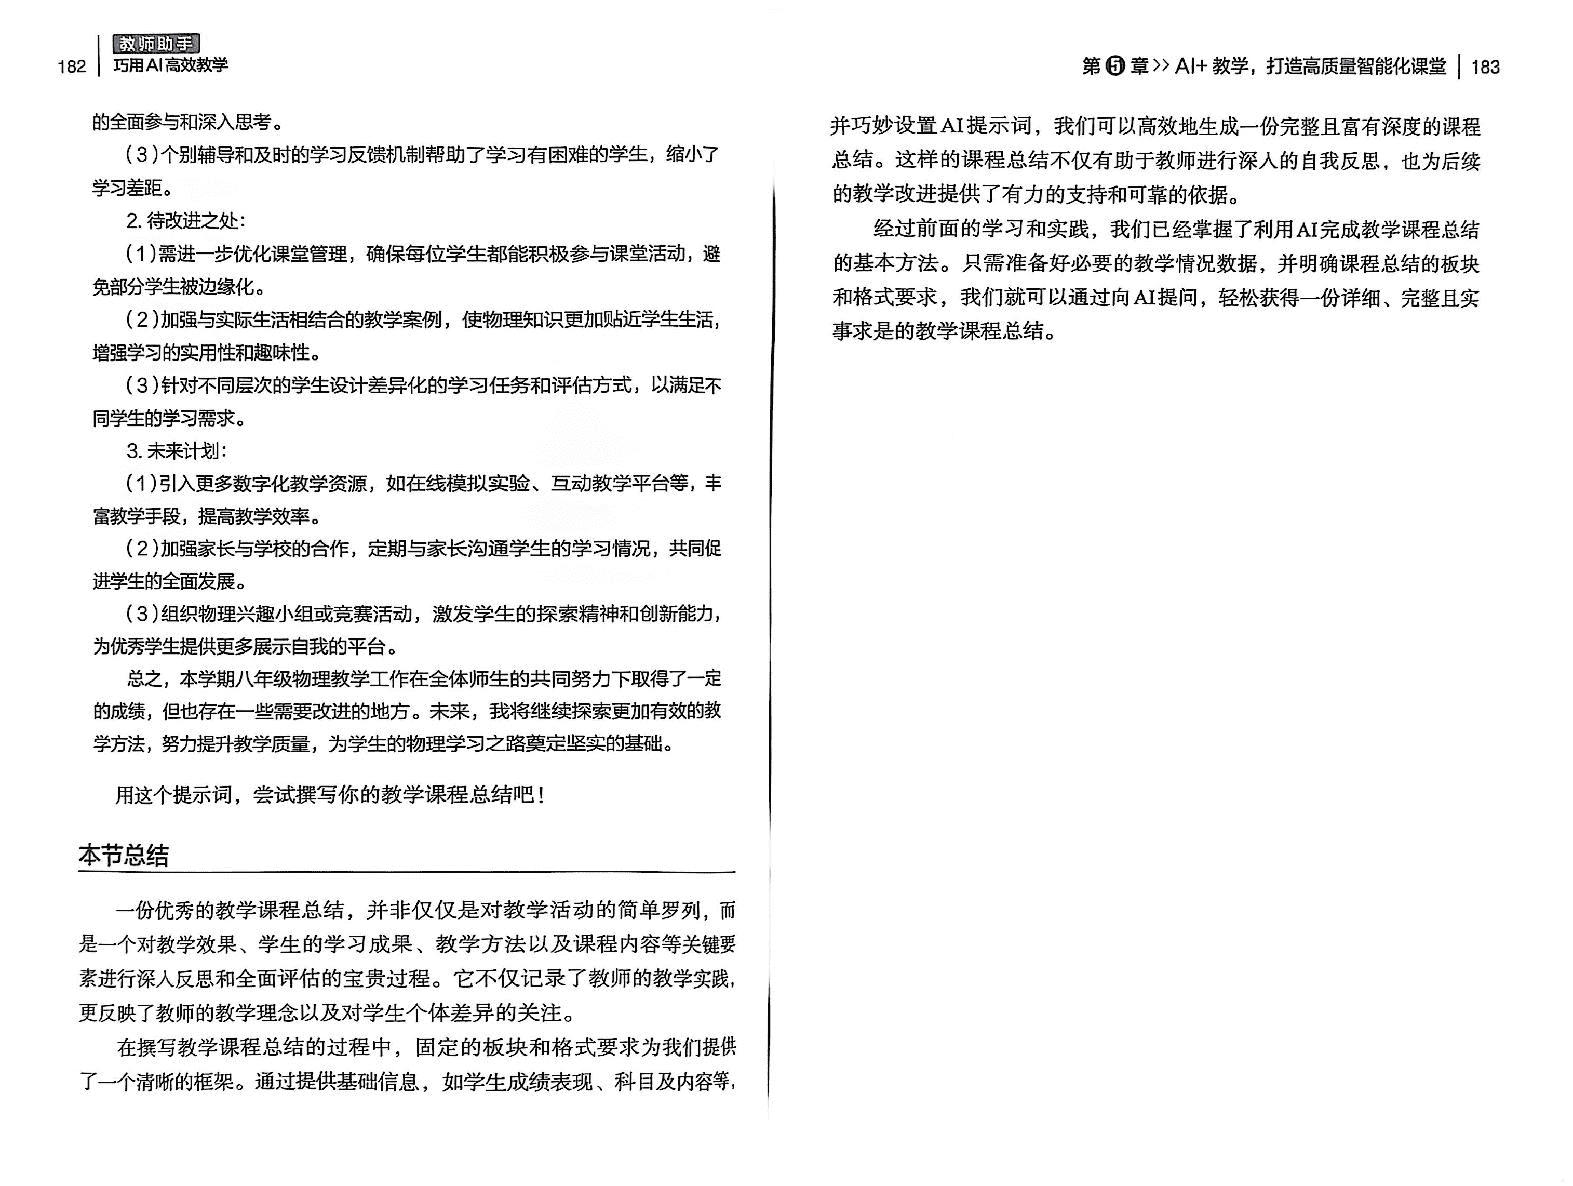 教师助手
182 巧用AI高效教学
的全面参与和深入思考。
（3）个别辅导和及时的学习反馈机制帮助了学习有困难的学生，缩小了
学习差距。
2. 待改进之处：
（1）需进一步优化课堂管理，确保每位学生都能积极参与课堂活动，避
免部分学生被边缘化。
（2）加强与实际生活相结合的教学案例，使物理知识更加贴近学生生活，
增强学习的实用性和趣味性。
（3）针对不同层次的学生设计差异化的学习任务和评估方式，以满足不
同学生的学习需求。
3. 未来计划：
（1）引入更多数字化教学资源，如在线模拟实验、互动教学平台等，丰
富教学手段，提高教学效率。
（2）加强家长与学校的合作，定期与家长沟通学生的学习情况，共同促
进学生的全面发展。
（3）组织物理兴趣小组或竞赛活动，激发学生的探索精神和创新能力，
为优秀学生提供更多展示自我的平台。
总之，本学期八年级物理教学工作在全体师生的共同努力下取得了一定
的成绩，但也存在一些需要改进的地方。未来，我将继续探索更加有效的教
学方法，努力提升教学质量，为学生的物理学习之路奠定坚实的基础。
用这个提示词，尝试撰写你的教学课程总结吧！
本节总结
一份优秀的教学课程总结，并非仅仅是对教学活动的简单罗列，而
是一个对教学效果、学生的学习成果、教学方法以及课程内容等关键要
素进行深入反思和全面评估的宝贵过程。它不仅记录了教师的教学实践，
更反映了教师的教学理念以及对学生个体差异的关注。
在撰写教学课程总结的过程中，固定的板块和格式要求为我们提供
了一个清晰的框架。通过提供基础信息，如学生成绩表现、科目及内容等，
第5章>> AI+ 教学，打造高质量智能化课堂 183
并巧妙设置AI提示词，我们可以高效地生成一份完整且富有深度的课程
总结。这样的课程总结不仅有助于教师进行深入的自我反思，也为后续
的教学改进提供了有力的支持和可靠的依据。
经过前面的学习和实践，我们已经掌握了利用AI完成教学课程总结
的基本方法。只需准备好必要的教学情况数据，并明确课程总结的板块
和格式要求，我们就可以通过向AI提问，轻松获得一份详细、完整且实
事求是的教学课程总结。